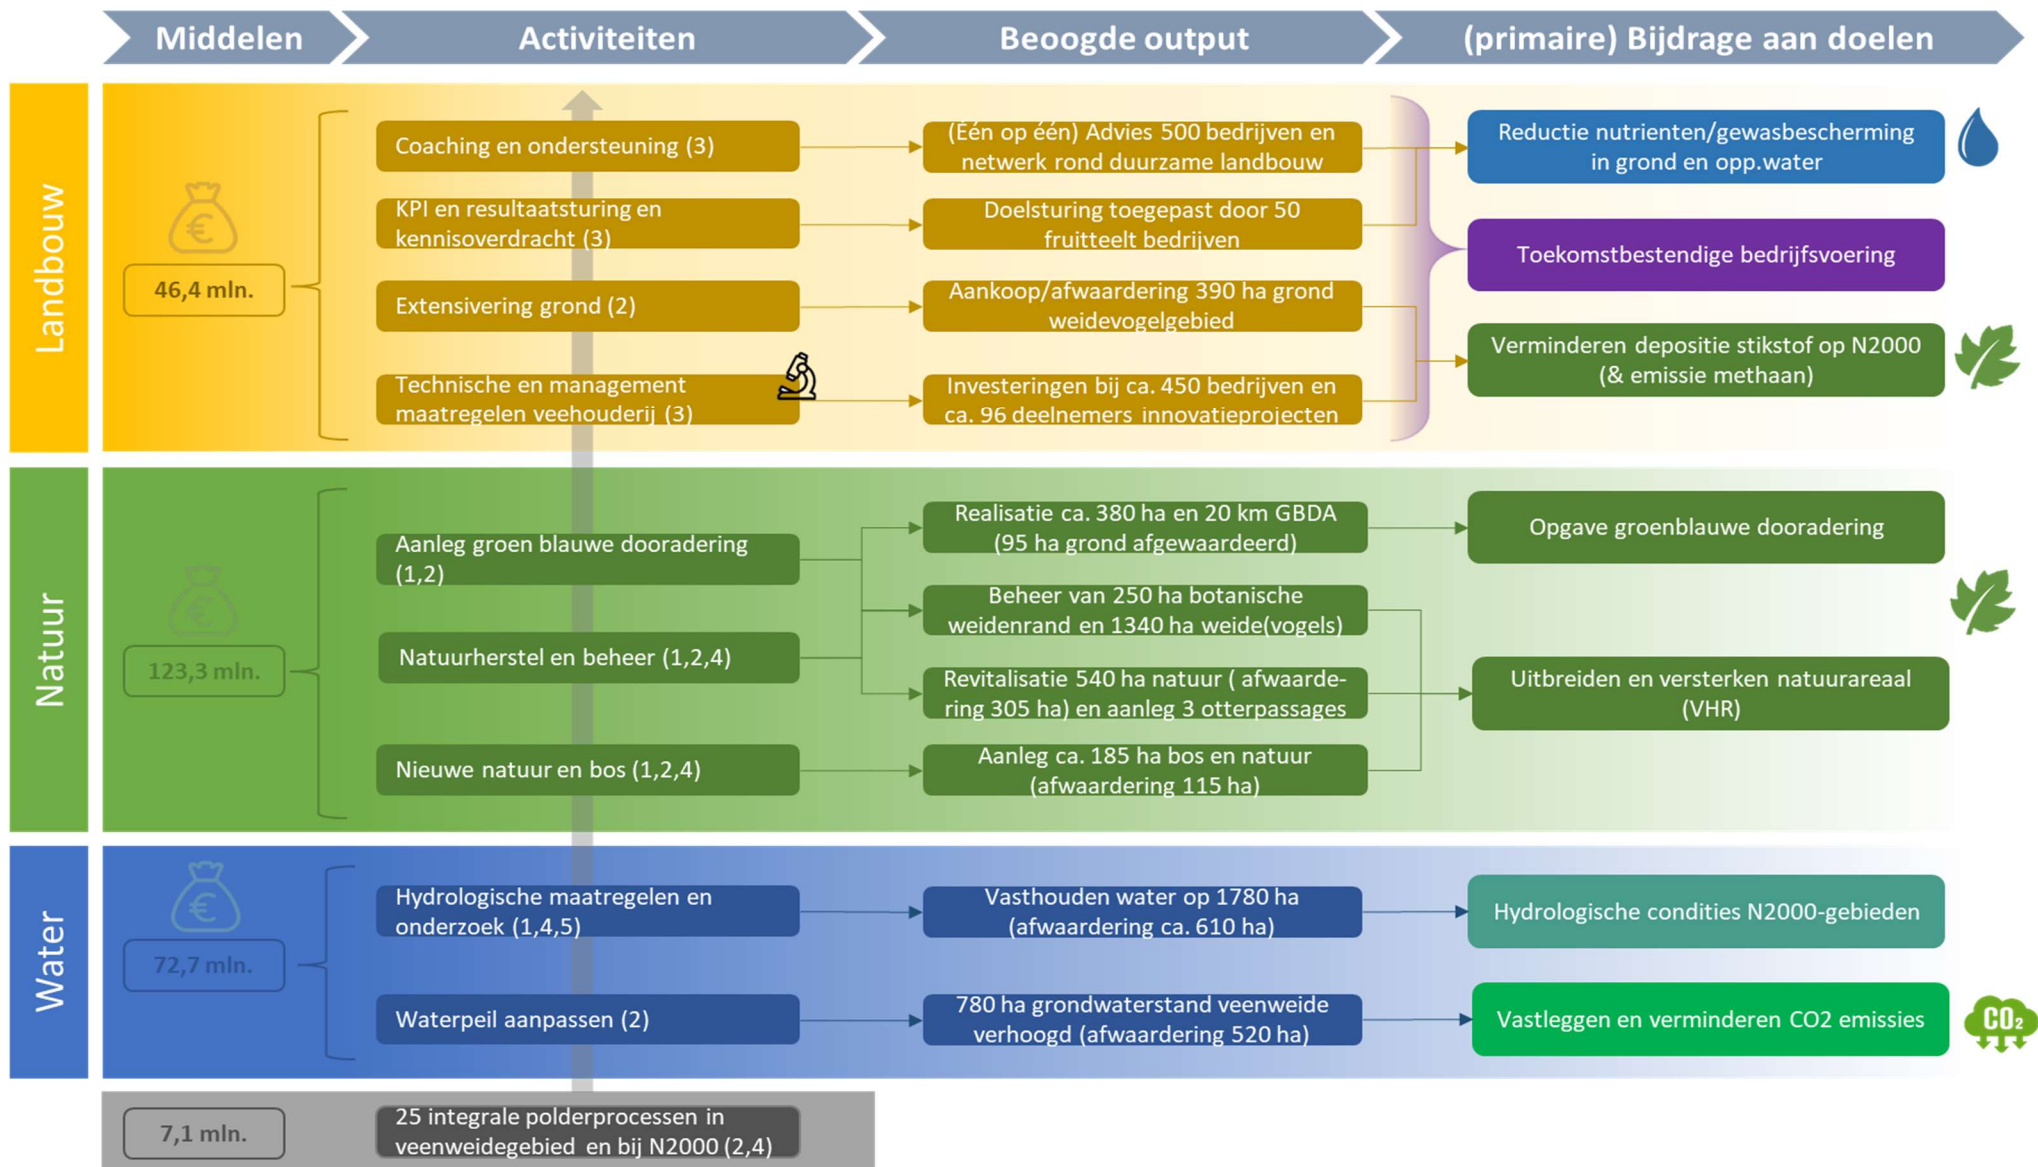 Middelen
Activiteiten
Beoogde output
(primaire) Bijdrage aan doelen
Landbouw
46,4 mln.
Coaching en ondersteuning (3)
KPI en resultaatsturing en
kennisoverdracht (3)
Extensivering grond (2)
Technische en management
maatregelen veehouderij (3)
(Één op één) Advies 500 bedrijven en
netwerk rond duurzame landbouw
Doelsturing toegepast door 50
fruitteelt bedrijven
Aankoop/afwaardering 390 ha grond
weidevogelgebied
Investeringen bij ca. 450 bedrijven en
ca. 96 deelnemers innovatieprojecten
Reductie nutrienten/gewasbescherming
in grond en opp.water
Toekomstbestendige bedrijfsvoering
Verminderen depositie stikstof op N2000
(& emissie methaan)
Natuur
123,3 mln.
Aanleg groen blauwe dooradering
(1,2)
Natuurherstel en beheer (1,2,4)
Nieuwe natuur en bos (1,2,4)
Realisatie ca. 380 ha en 20 km GBDA
(95 ha grond afgewaardeerd)
Beheer van 250 ha botanische
weidenrand en 1340 ha weide(vogels)
Revitalisatie 540 ha natuur ( afwaarde-
ring 305 ha) en aanleg 3 otterpassages
Aanleg ca. 185 ha bos en natuur
(afwaardering 115 ha)
Opgave groenblauwe dooradering
Uitbreiden en versterken natuurareaal
(VHR)
Water
72,7 mln.
Hydrologische maatregelen en
onderzoek (1,4,5)
Waterpeil aanpassen (2)
Vasthouden water op 1780 ha
(afwaardering ca. 610 ha)
780 ha grondwaterstand veenweide
verhoogd (afwaardering 520 ha)
Hydrologische condities N2000-gebieden
Vastleggen en verminderen CO2 emissies
CO₂
7,1 mln.
25 integrale polderprocessen in
veenweidegebied en bij N2000 (2,4)